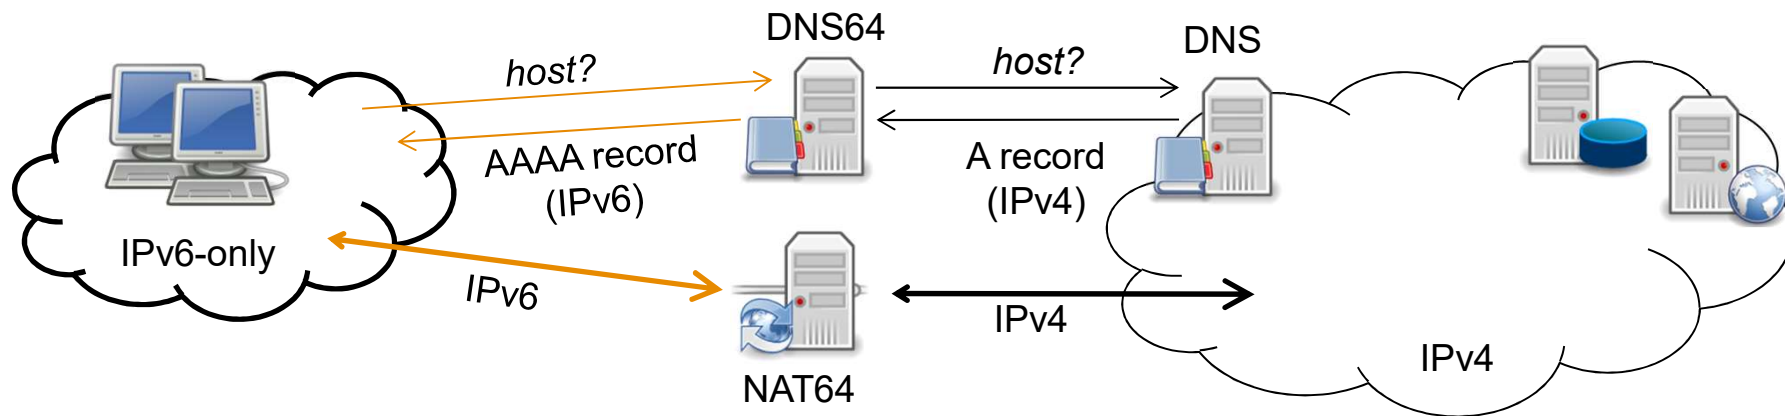 DNS64
DNS
host?
host?
AAAA record
(IPv6)
A record
(IPv4)
IPv6-only
IPv6
IPv4
IPv4
NAT64